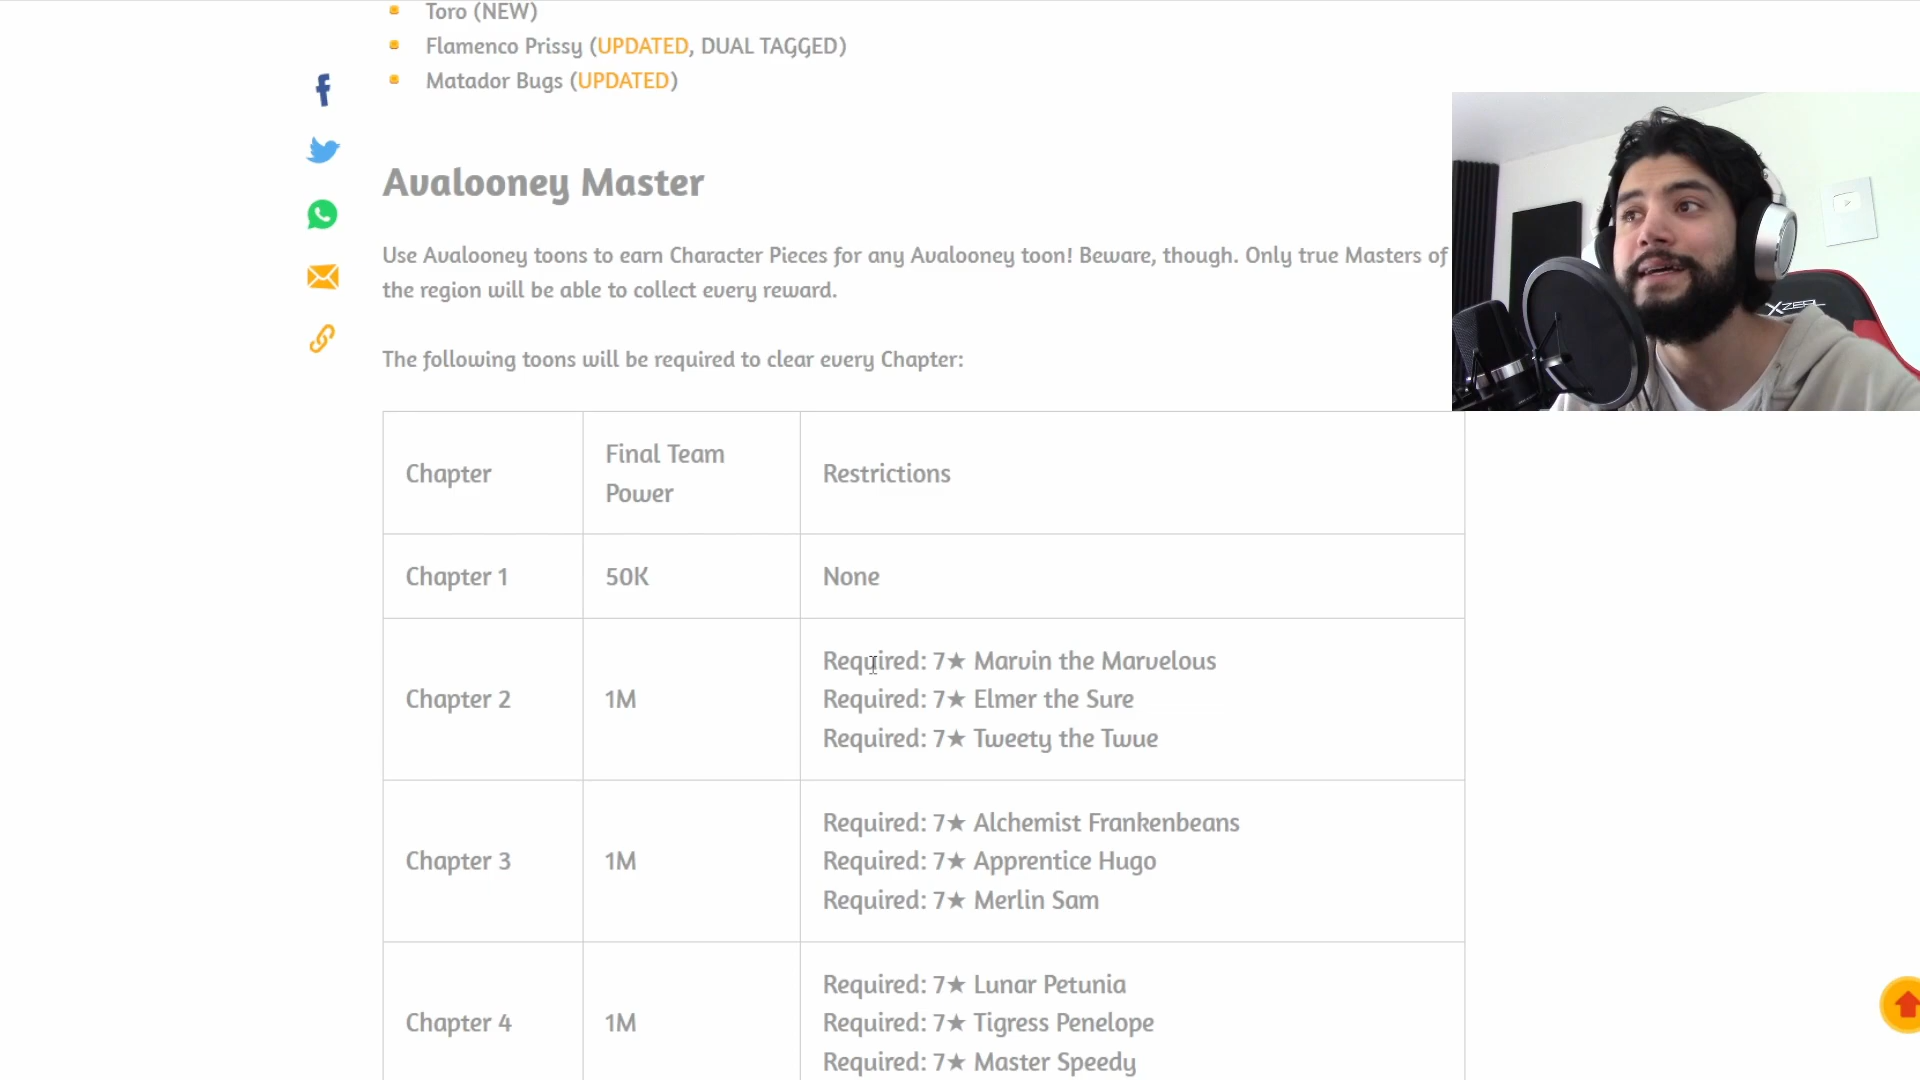 Toro (NEW)
Flamenco Prissy (UPDATED, DUAL TAGGED)
Matador Bugs (UPDATED)
Avalooney Master
Use Avalooney toons to earn Character Pieces for any Avalooney toon! Beware, though. Only true Masters of
the region will be able to collect every reward.
The following toons will be required to clear every Chapter:
Chapter
Final Team
Power
Restrictions
Chapter 1
50K
None
Chapter 2
1M
Required: 7★ Marvin the Marvelous
Required: 7★ Elmer the Sure
Required: 7★ Tweety the Twue
Chapter 3
1M
Required: 7★ Alchemist Frankenbeans
Required: 7★ Apprentice Hugo
Required: 7★ Merlin Sam
Chapter 4
1M
Required: 7★ Lunar Petunia
Required: 7★ Tigress Penelope
Required: 7★ Master Speedy
XZEAL